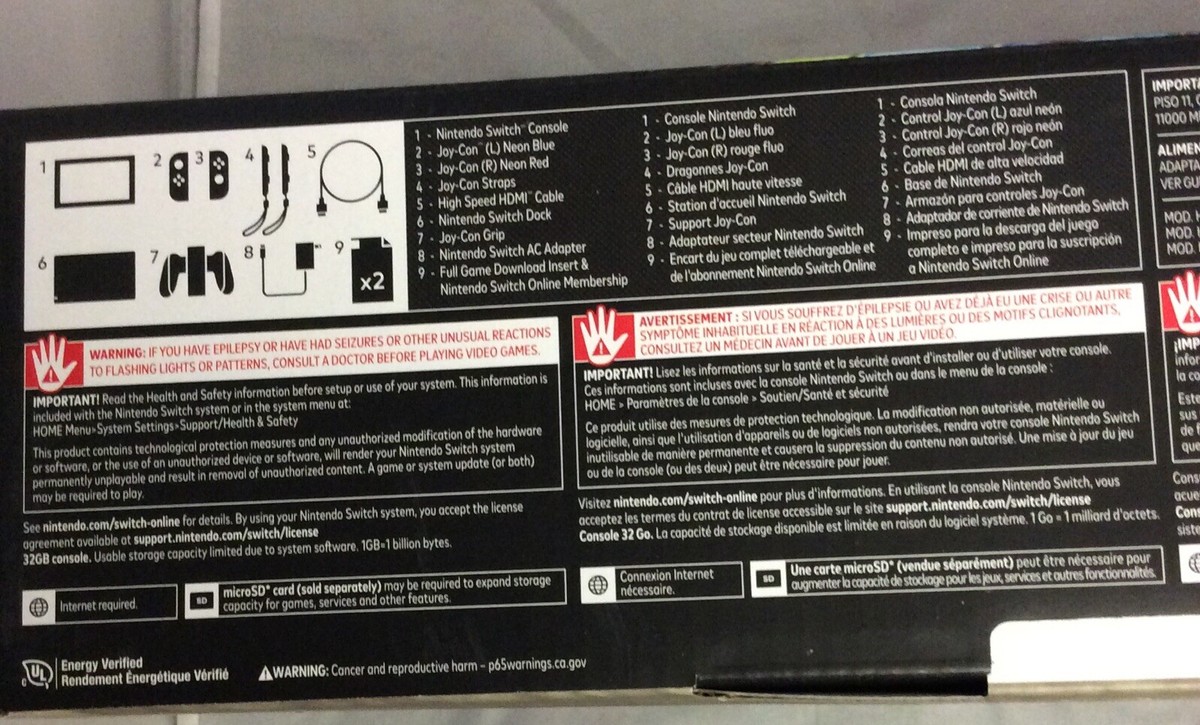 1
2
3
4
5
6
7
8
9
x2
1 - Nintendo Switch™ Console
2 - Joy-Con™ (L) Neon Blue
3 - Joy-Con (R) Neon Red
4 - Joy-Con Straps
5 - High Speed HDMI™ Cable
6 - Nintendo Switch Dock
7 - Joy-Con Grip
8 - Nintendo Switch AC Adapter
9 - Full Game Download Insert &
Nintendo Switch Online Membership
1 - Console Nintendo Switch
2 - Joy-Con (L) bleu fluo
3 - Joy-Con (R) rouge fluo
4 - Dragonnes Joy-Con
5 - Câble HDMI haute vitesse
6 - Station d'accueil Nintendo Switch
7 - Support Joy-Con
8 - Adaptateur secteur Nintendo Switch
9 - Encart du jeu complet téléchargeable et
de l'abonnement Nintendo Switch Online
1 - Consola Nintendo Switch
2 - Control Joy-Con (L) azul neón
3 - Control Joy-Con (R) rojo neón
4 - Correas del control Joy-Con
5 - Cable HDMI de alta velocidad
6 - Base de Nintendo Switch
7 - Armazón para controles Joy-Con
8 - Adaptador de corriente de Nintendo Switch
9 - Impreso para la descarga del juego
completo e impreso para la suscripción
a Nintendo Switch Online
PISO 11,
11000 M
VER GU
MOD.
MOD.
MOD.
WARNING: IF YOU HAVE EPILEPSY OR HAVE HAD SEIZURES OR OTHER UNUSUAL REACTIONS
TO FLASHING LIGHTS OR PATTERNS, CONSULT A DOCTOR BEFORE PLAYING VIDEO GAMES.
IMPORTANT! Read the Health and Safety information before setup or use of your system. This information is
included with the Nintendo Switch system or in the system menu at:
HOME Menu>System Settings>Support/Health & Safety
This product contains technological protection measures and any unauthorized modification of the hardware
or software, or the use of an unauthorized device or software, will render your Nintendo Switch system
permanently unplayable and result in removal of unauthorized content. A game or system update (or both)
may be required to play.
See nintendo.com/switch-online for details. By using your Nintendo Switch system, you accept the license
agreement available at support.nintendo.com/switch/license
32GB console. Usable storage capacity limited due to system software. 1GB=1 billion bytes.
Internet required.
SD
microSD* card (sold separately) may be required to expand storage
capacity for games, services and other features.
AVERTISSEMENT : SI VOUS SOUFFREZ D'ÉPILEPSIE OU AVEZ DÉJÀ EU UNE CRISE OU AUTRE
SYMPTÔME INHABITUELLE EN RÉACTION À DES LUMIÈRES OU DES MOTIFS CLIGNOTANTS,
CONSULTEZ UN MÉDECIN AVANT DE JOUER À UN JEU VIDÉO.
IMPORTANT! Lisez les informations sur la santé et la sécurité avant d'installer ou d'utiliser votre console.
Ces informations sont incluses avec la console Nintendo Switch ou dans le menu de la console :
HOME > Paramètres de la console > Soutien/Santé et sécurité
Ce produit utilise des mesures de protection technologique. La modification non autorisée, matérielle ou
logicielle, ainsi que l'utilisation d'appareils ou de logiciels non autorisées, rendra votre console Nintendo Switch
inutilisable de manière permanente et causera la suppression du contenu non autorisé. Une mise à jour du jeu
ou de la console (ou des deux) peut être nécessaire pour jouer.
Visitez nintendo.com/switch-online pour plus d'informations. En utilisant la console Nintendo Switch, vous
acceptez les termes du contrat de license accessible sur le site support.nintendo.com/switch/license
Console 32 Go. La capacité de stockage disponible est limitée en raison du logiciel système. 1 Go = 1 milliard d'octets.
Connexion Internet
nécessaire.
SD
Une carte microSD* (vendue séparément) peut être nécessaire pour
augmenter la capacité de stockage pour les jeux, services et autres fonctionnalités.
c UL
Energy Verified
Rendement Énergétique Vérifié
WARNING: Cancer and reproductive harm – p65warnings.ca.gov